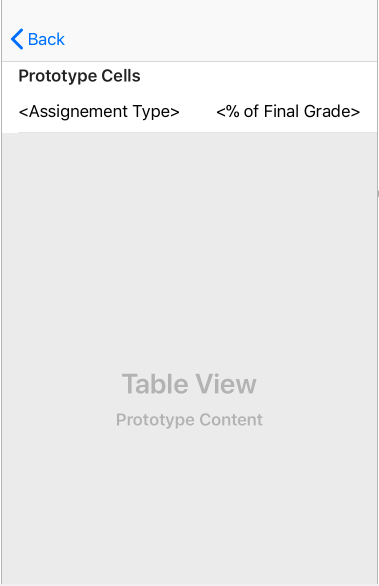 Back
Prototype Cells
<Assignement Type> <% of Final Grade>
Table View
Prototype Content